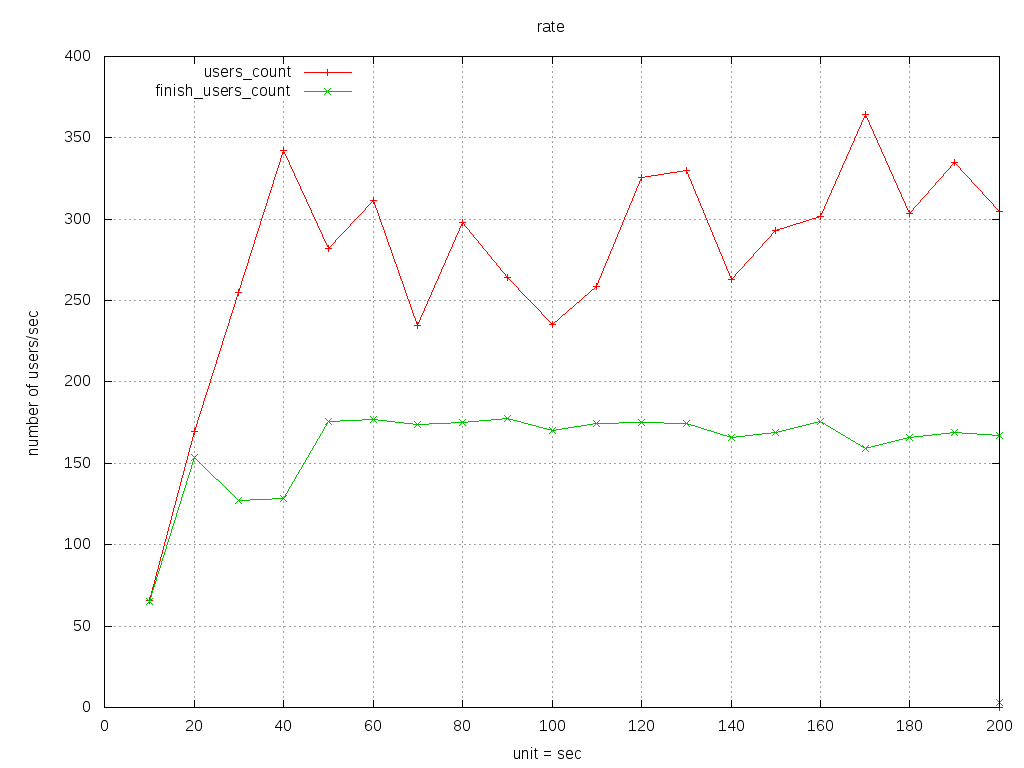 rate
400
350
300
250
200
150
100
50
0
users_count
finish_users_count
number of users/sec
0 20 40 60 80 100 120 140 160 180 200
unit = sec